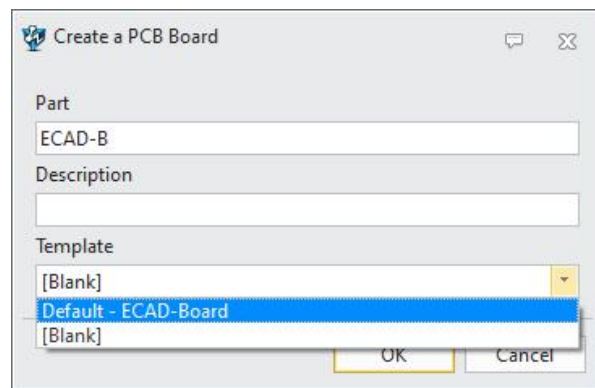 Create a PCB Board
Part
ECAD-B
Description
Template
[Blank]
Default - ECAD-Board
[Blank]
OK Cancel